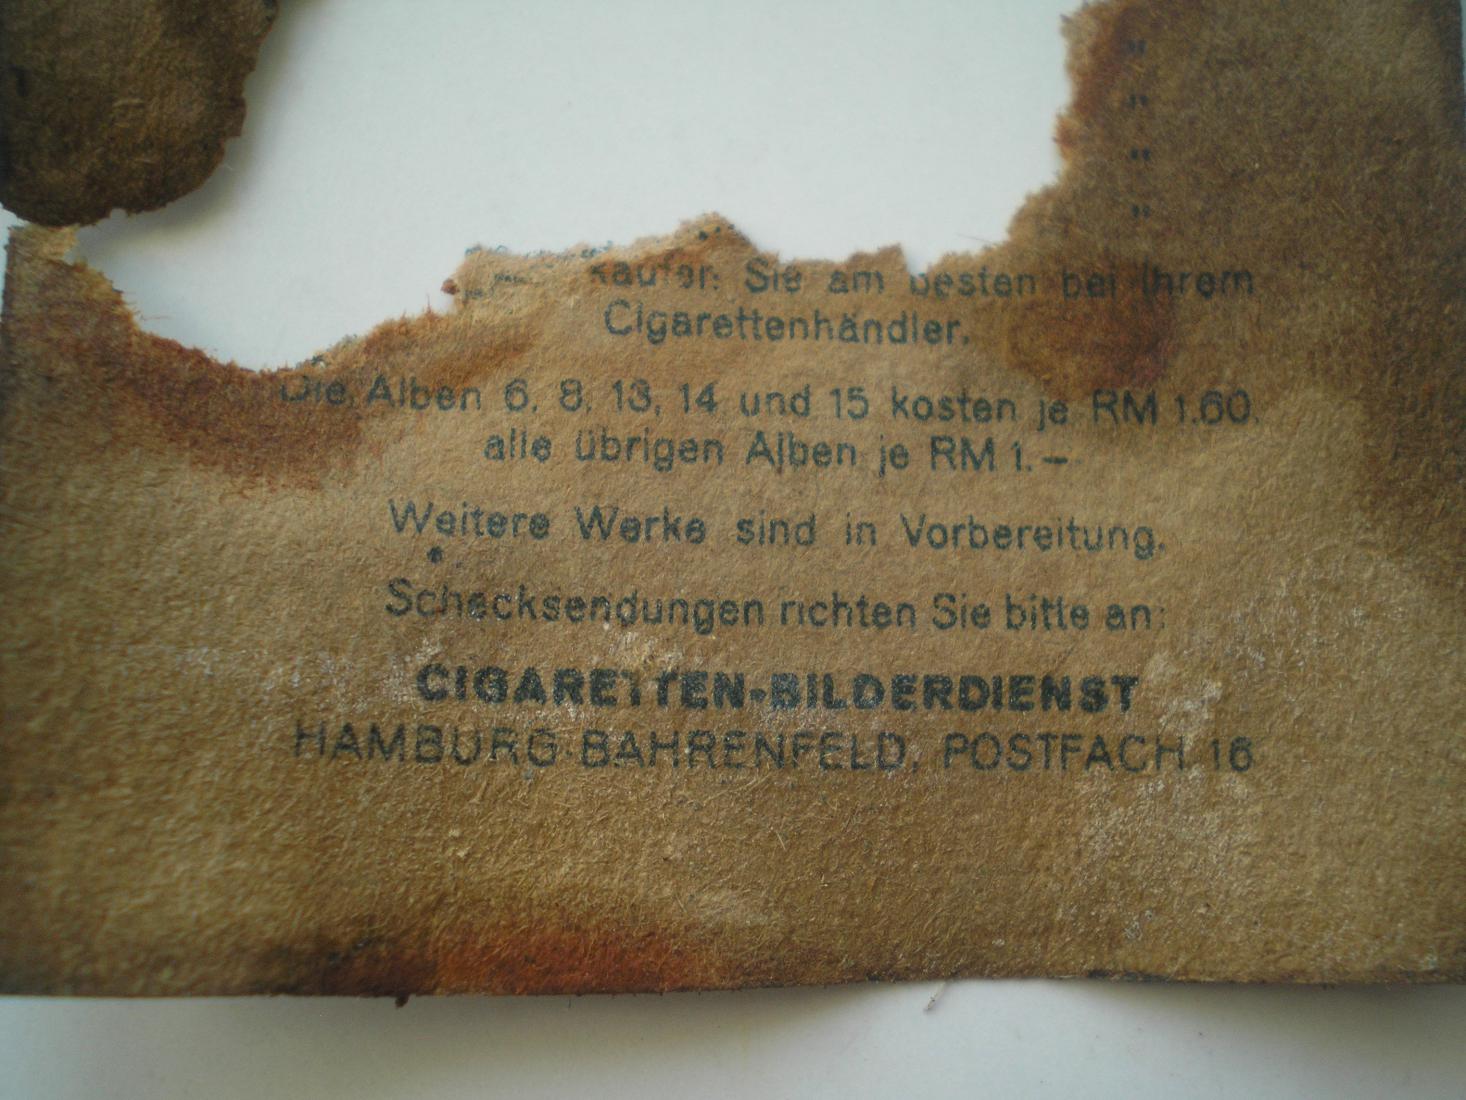 "
"
"
"
kaufen Sie am besten bei Ihrem
Cigarettenhändler.
Die Alben 6, 8, 13, 14 und 15 kosten je RM 1.60,
alle übrigen Alben je RM 1.—
Weitere Werke sind in Vorbereitung.
Schecksendungen richten Sie bitte an:
CIGARETTEN-BILDERDIENST
HAMBURG-BAHRENFELD, POSTFACH 16